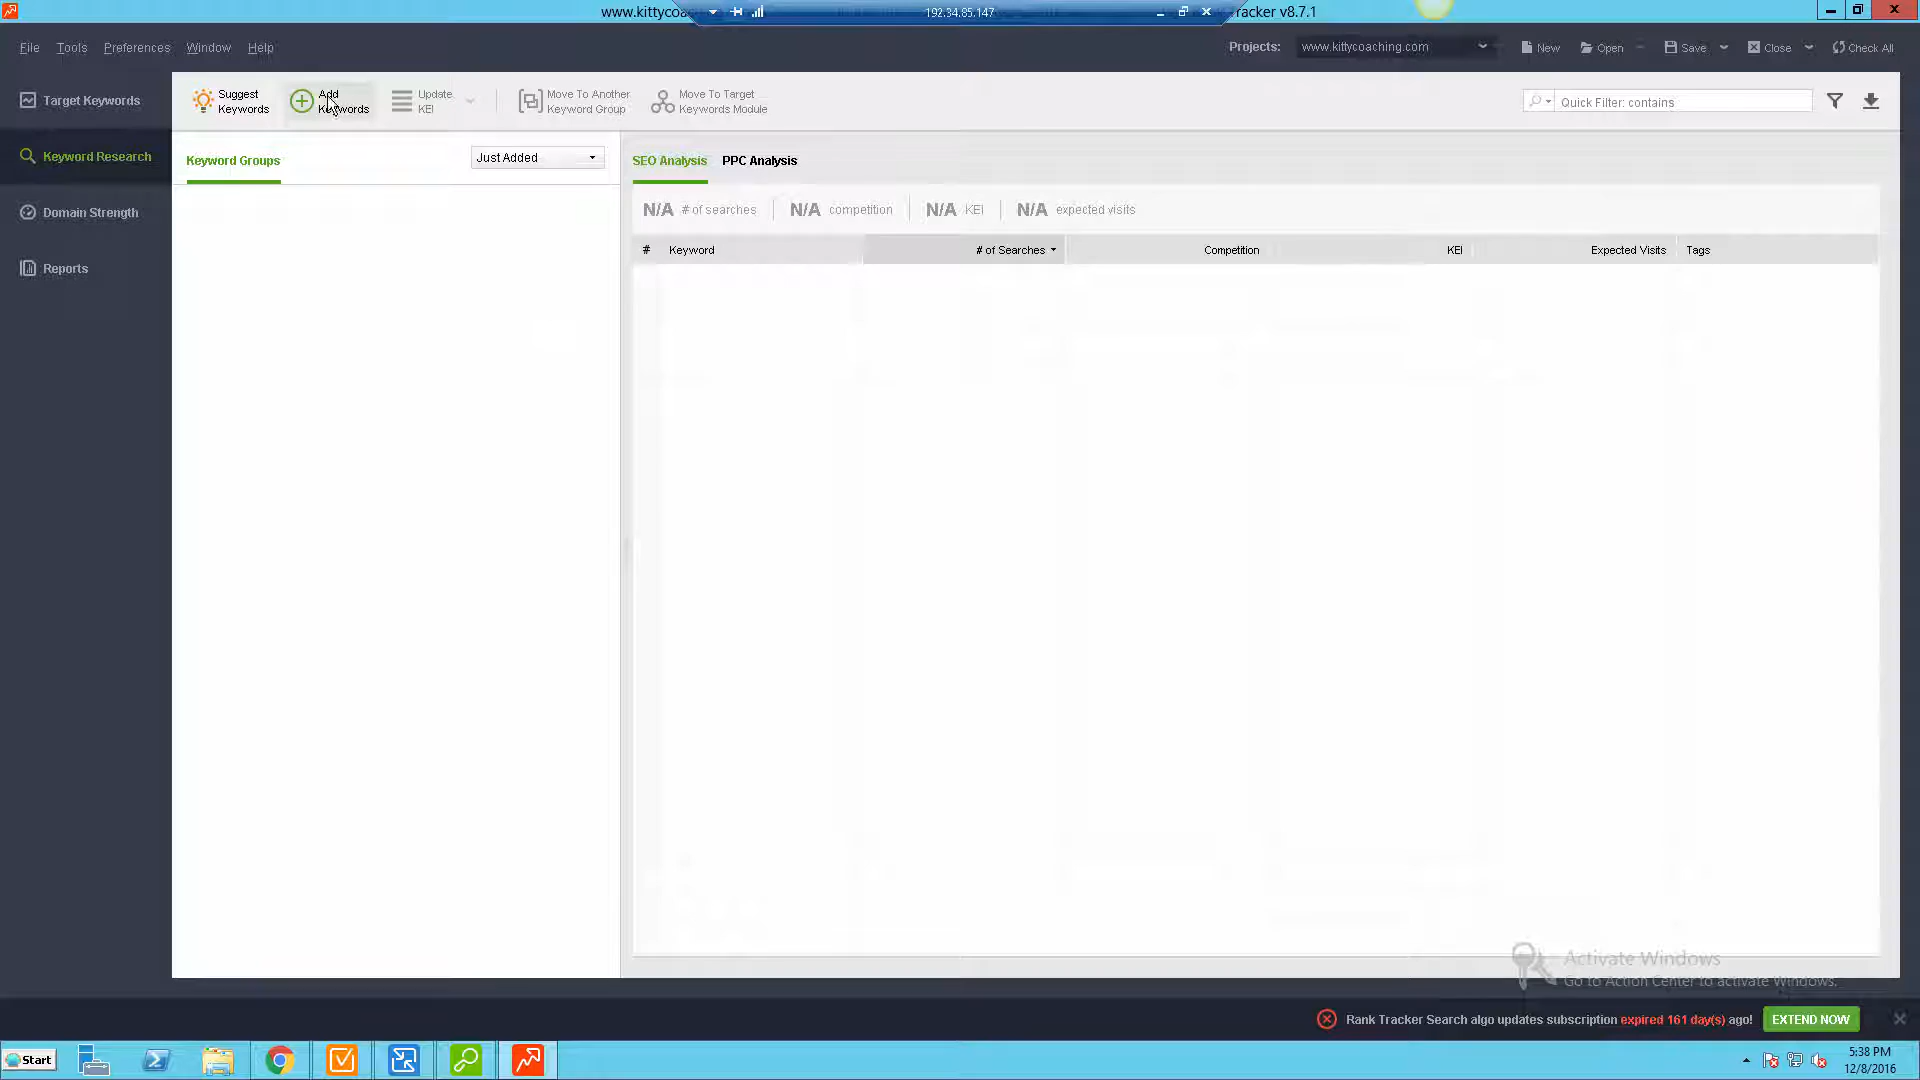 www.kittycoac
192.34.85.147
racker v8.7.1
File Tools Preferences Window Help
Projects: www.kittycoaching.com New Open Save Close Check All
Target Keywords
Keyword Research
Domain Strength
Reports
Suggest Keywords
Add Keywords
Update KEI
Move To Another Keyword Group
Move To Target Keywords Module
Quick Filter: contains
Keyword Groups
Just Added
SEO Analysis PPC Analysis
N/A # of searches N/A competition N/A KEI N/A expected visits
# Keyword # of Searches Competition KEI Expected Visits Tags
Activate Windows
Go to Action Center to activate Windows.
Rank Tracker Search algo updates subscription expired 161 day(s) ago! EXTEND NOW
Start
5:38 PM
12/8/2016